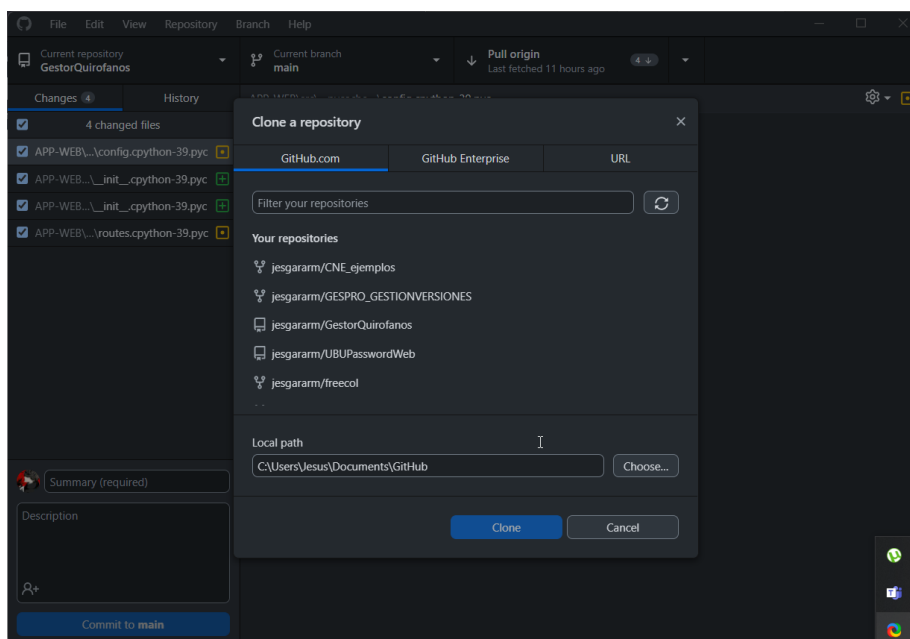 File Edit View Repository Branch Help
Current repository
GestorQuirofanos
Current branch
main
Pull origin
Last fetched 11 hours ago
4 ↓
Changes 4 History
4 changed files
APP-WEB\...\config.cpython-39.pyc
APP-WEB...\__init__.cpython-39.pyc
APP-WEB...\__init__.cpython-39.pyc
APP-WEB\...\routes.cpython-39.pyc
Clone a repository
GitHub.com GitHub Enterprise URL
Filter your repositories
Your repositories
jesgararm/CNE_ejemplos
jesgararm/GESPRO_GESTIONVERSIONES
jesgararm/GestorQuirofanos
jesgararm/UBUPasswordWeb
jesgararm/freecol
Local path
C:\Users\Jesus\Documents\GitHub
Choose...
Clone Cancel
Summary (required)
Description
Commit to main